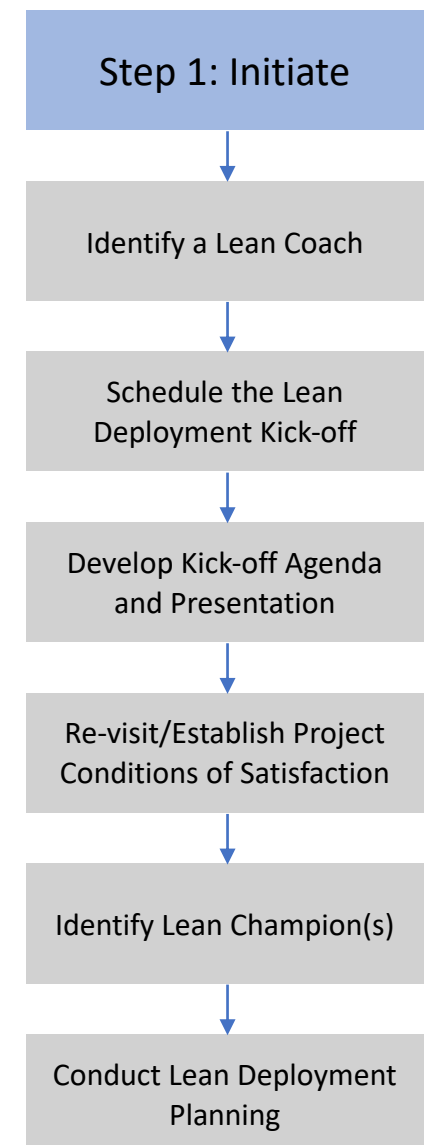 Step 1: Initiate
Identify a Lean Coach
Schedule the Lean
Deployment Kick-off
Develop Kick-off Agenda
and Presentation
Re-visit/Establish Project
Conditions of Satisfaction
Identify Lean Champion(s)
Conduct Lean Deployment
Planning